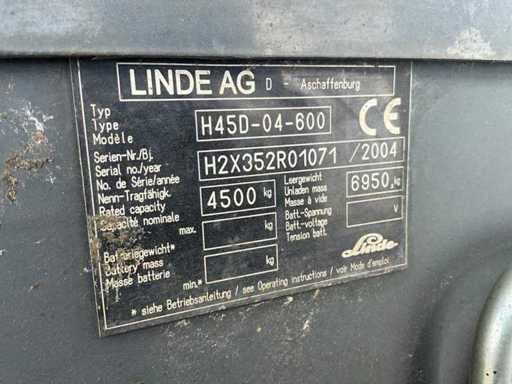 LINDE AG D - Aschaffenburg
Typ
Type
Modèle
H45D-04-600
CE
Serien-Nr./Bj.
Serial no./year
No. de Série/année
H2X352R01071 /2004
Nenn-Tragfähigk.
Rated capacity
Capacité nominale
4500 kg
Leergewicht
Unladen mass
Masse à vide
6950 kg
Batteriegewicht*
Battery mass
Masse batterie
max. kg
min.* kg
Batt-Spannung
Batt.-voltage
Tension batt.
V
Linde
* siehe Betriebsanleitung / see Operating instructions / voir Mode d'emploi